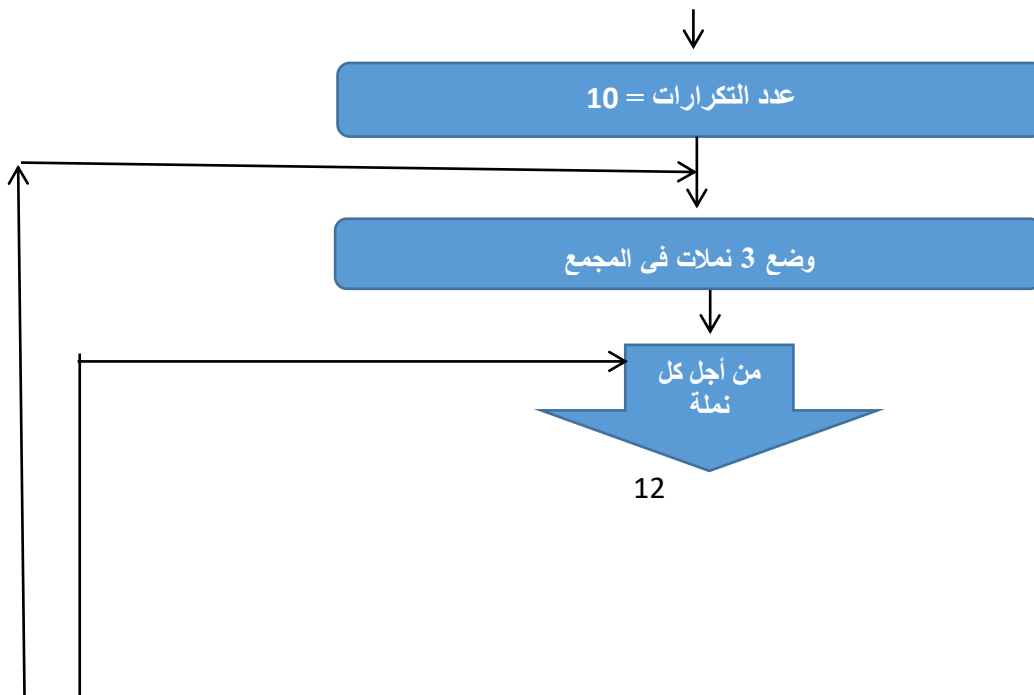 عدد التكرارات = 10
وضع 3 نملات فى المجمع
من أجل كل
نملة
12